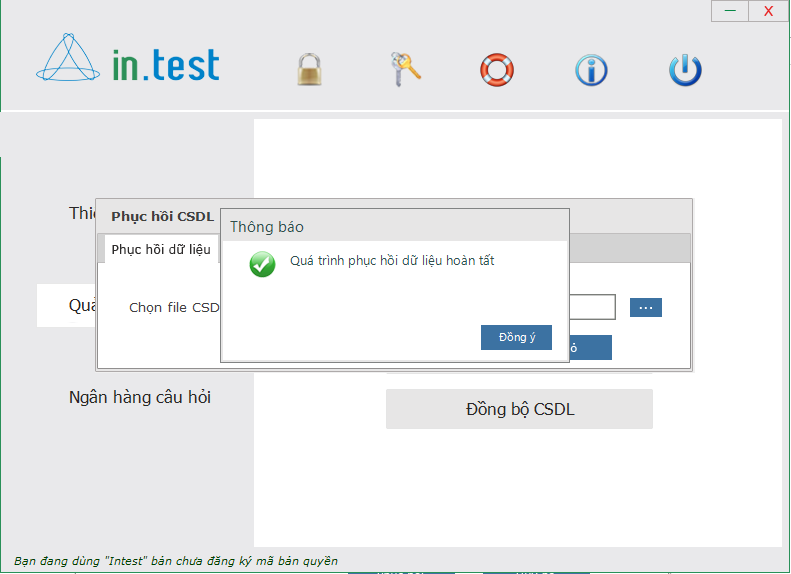 in.test
Thi
Phục hồi CSDL
Thông báo
Phục hồi dữ liệu
Quá trình phục hồi dữ liệu hoàn tất
Chọn file CSD
...
Đồng ý
Ngân hàng câu hỏi
Đồng bộ CSDL
Bạn đang dùng "Intest" bản chưa đăng ký mã bản quyền